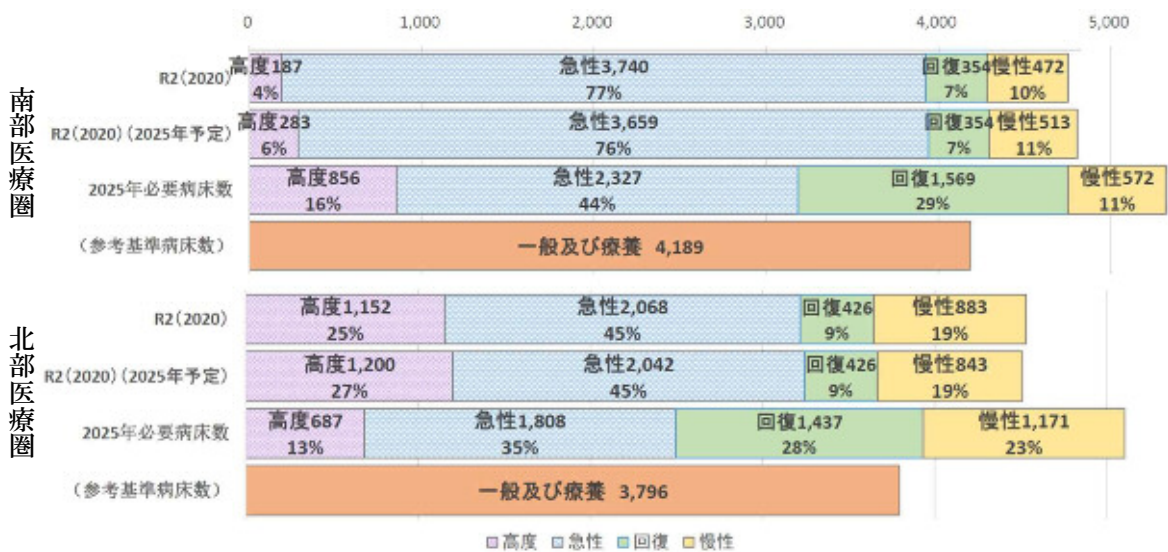 0 1,000 2,000 3,000 4,000 5,000
南部医療圏
R2(2020)
高度187 急性3,740 回復354 慢性472
4% 77% 7% 10%
R2(2020)(2025年予定)
高度283 急性3,659 回復354 慢性513
6% 76% 7% 11%
2025年必要病床数
高度856 急性2,327 回復1,569 慢性572
16% 44% 29% 11%
(参考基準病床数)
一般及び療養 4,189
北部医療圏
R2(2020)
高度1,152 急性2,068 回復426 慢性883
25% 45% 9% 19%
R2(2020)(2025年予定)
高度1,200 急性2,042 回復426 慢性843
27% 45% 9% 19%
2025年必要病床数
高度687 急性1,808 回復1,437 慢性1,171
13% 35% 28% 23%
(参考基準病床数)
一般及び療養 3,796
高度 急性 回復 慢性